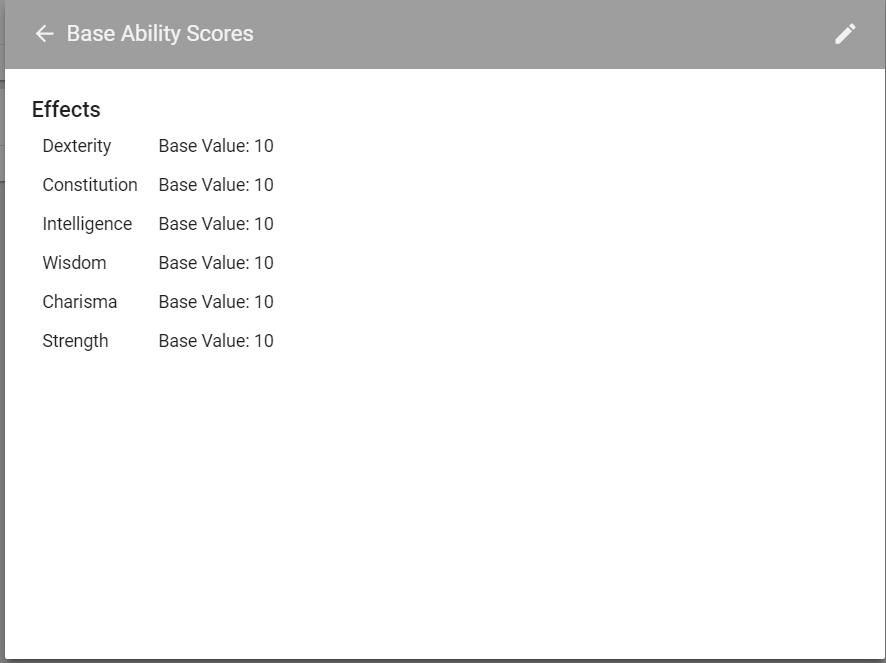 Base Ability Scores
Effects
Dexterity Base Value: 10
Constitution Base Value: 10
Intelligence Base Value: 10
Wisdom Base Value: 10
Charisma Base Value: 10
Strength Base Value: 10